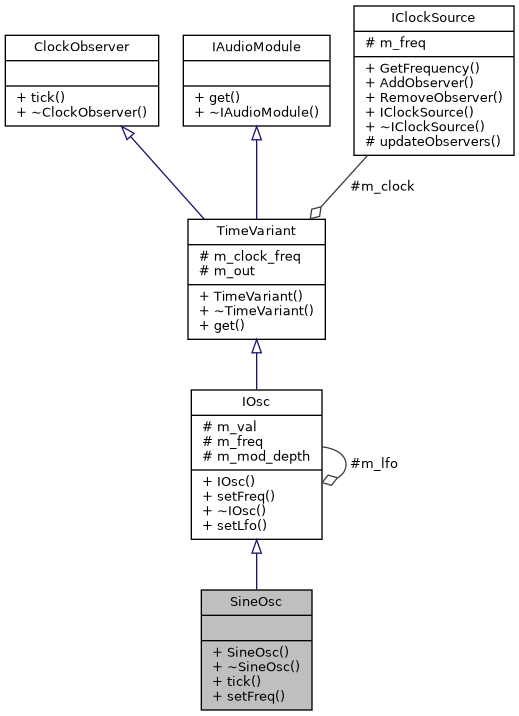 ClockObserver
+ tick()
+ ~ClockObserver()
IAudioModule
+ get()
+ ~IAudioModule()
IClockSource
# m_freq
+ GetFrequency()
+ AddObserver()
+ RemoveObserver()
+ IClockSource()
+ ~IClockSource()
# updateObservers()
#m_clock
TimeVariant
# m_clock_freq
# m_out
+ TimeVariant()
+ ~TimeVariant()
+ get()
IOsc
# m_val
# m_freq
# m_mod_depth
+ IOsc()
+ setFreq()
+ ~IOsc()
+ setLfo()
#m_lfo
SineOsc
+ SineOsc()
+ ~SineOsc()
+ tick()
+ setFreq()